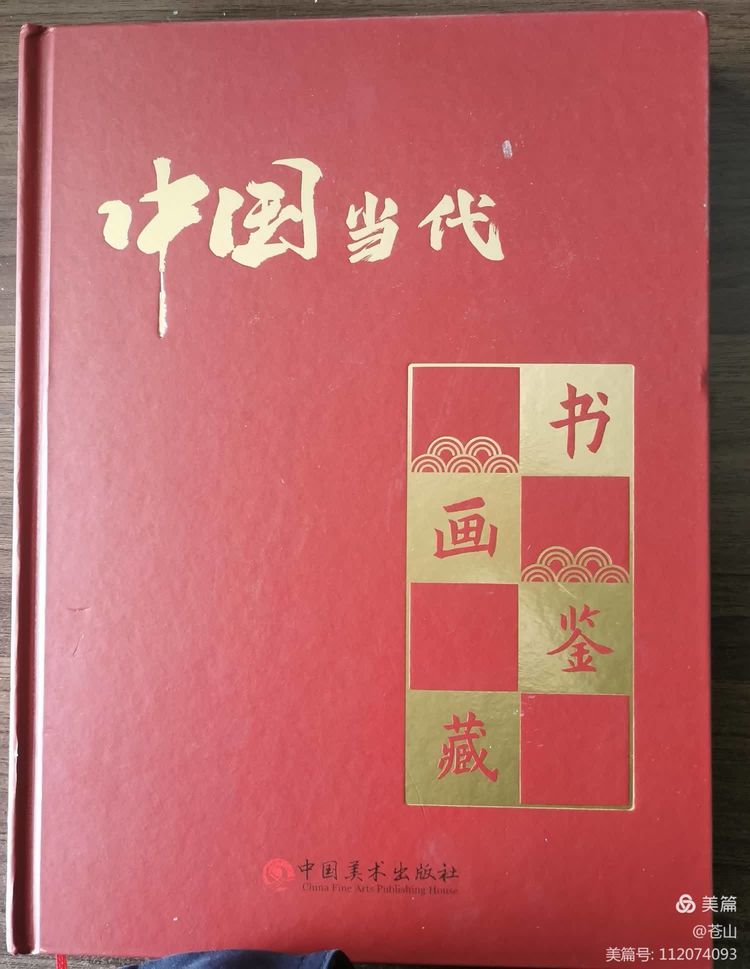 中国当代
书
画
鉴
藏
中国美术出版社
China Fine Arts Publishing House
美篇
@苍山
美篇号: 112074093